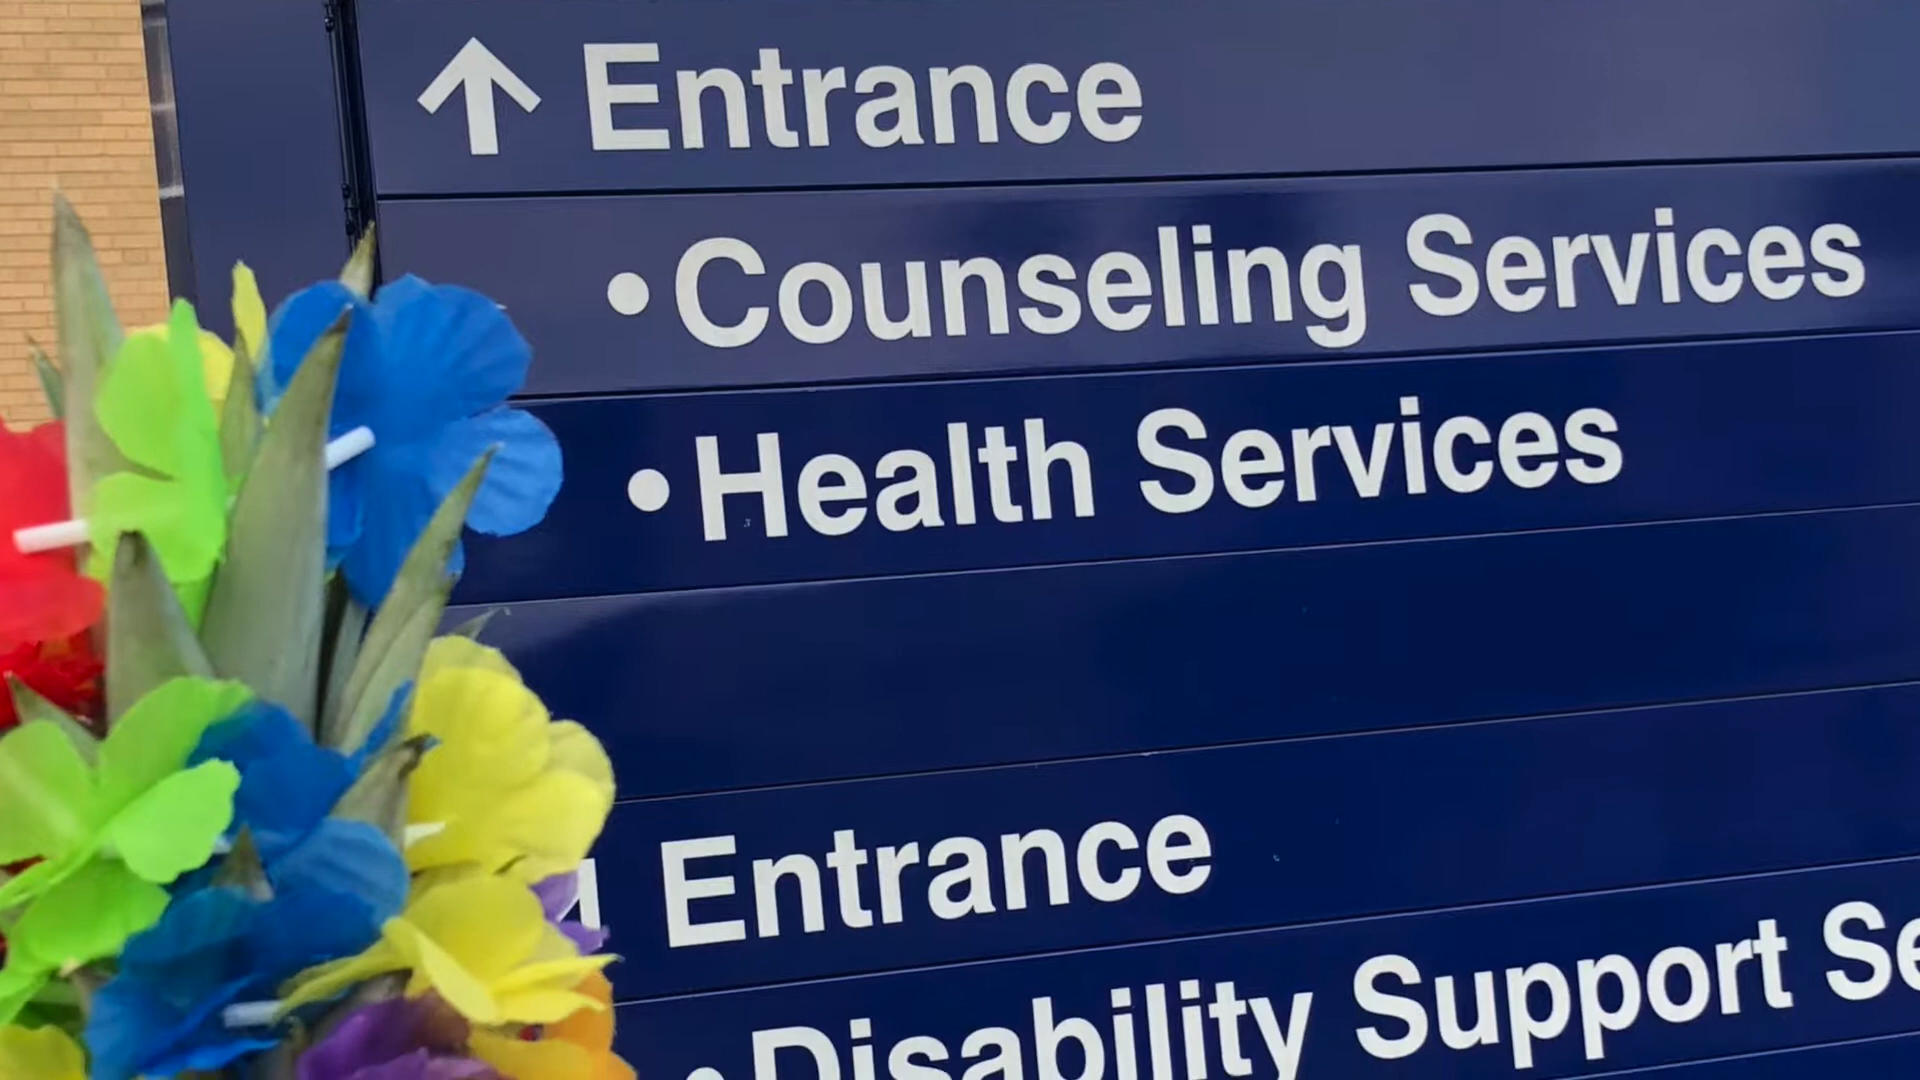 ↑ Entrance
•Counseling Services
•Health Services
Entrance
•Disability Support Se